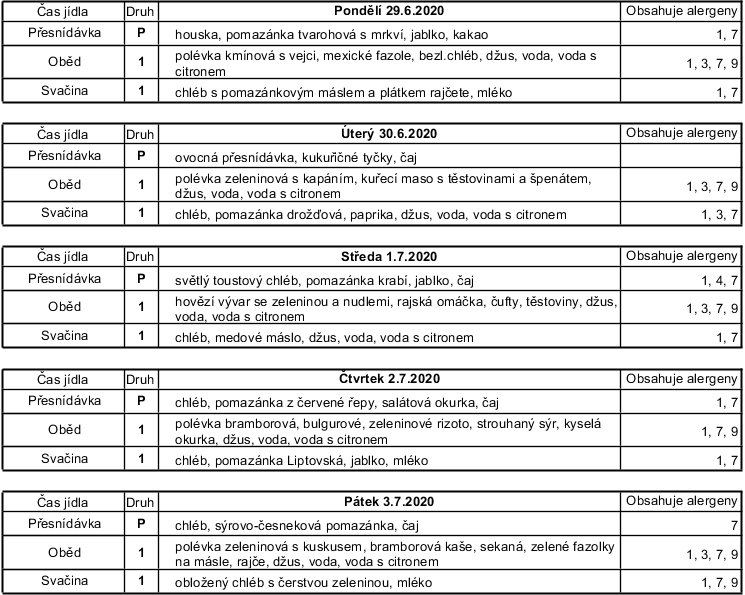 Čas jídla Druh Pondělí 29.6.2020 Obsahuje alergeny
Přesnídávka P houska, pomazánka tvarohová s mrkví, jablko, kakao 1, 7
Oběd 1 polévka kmínová s vejci, mexické fazole, bezl.chléb, džus, voda, voda s
citronem 1, 3, 7, 9
Svačina 1 chléb s pomazánkovým máslem a plátkem rajčete, mléko 1, 7
Čas jídla Druh Úterý 30.6.2020 Obsahuje alergeny
Přesnídávka P ovocná přesnídávka, kukuřičné tyčky, čaj
Oběd 1 polévka zeleninová s kapáním, kuřecí maso s těstovinami a špenátem,
džus, voda, voda s citronem 1, 3, 7, 9
Svačina 1 chléb, pomazánka drožďová, paprika, džus, voda, voda s citronem 1, 3, 7
Čas jídla Druh Středa 1.7.2020 Obsahuje alergeny
Přesnídávka P světlý toustový chléb, pomazánka krabí, jablko, čaj 1, 4, 7
Oběd 1 hovězí vývar se zeleninou a nudlemi, rajská omáčka, čufty, těstoviny, džus,
voda, voda s citronem 1, 3, 7, 9
Svačina 1 chléb, medové máslo, džus, voda, voda s citronem 1, 7
Čas jídla Druh Čtvrtek 2.7.2020 Obsahuje alergeny
Přesnídávka P chléb, pomazánka z červené řepy, salátová okurka, čaj 1, 7
Oběd 1 polévka bramborová, bulgurové, zeleninové rizoto, strouhaný sýr, kyselá
okurka, džus, voda, voda s citronem 1, 7, 9
Svačina 1 chléb, pomazánka Liptovská, jablko, mléko 1, 7
Čas jídla Druh Pátek 3.7.2020 Obsahuje alergeny
Přesnídávka P chléb, sýrovo-česneková pomazánka, čaj 7
Oběd 1 polévka zeleninová s kuskusem, bramborová kaše, sekaná, zelené fazolky
na másle, rajče, džus, voda, voda s citronem 1, 3, 7, 9
Svačina 1 obložený chléb s čerstvou zeleninou, mléko 1, 7, 9